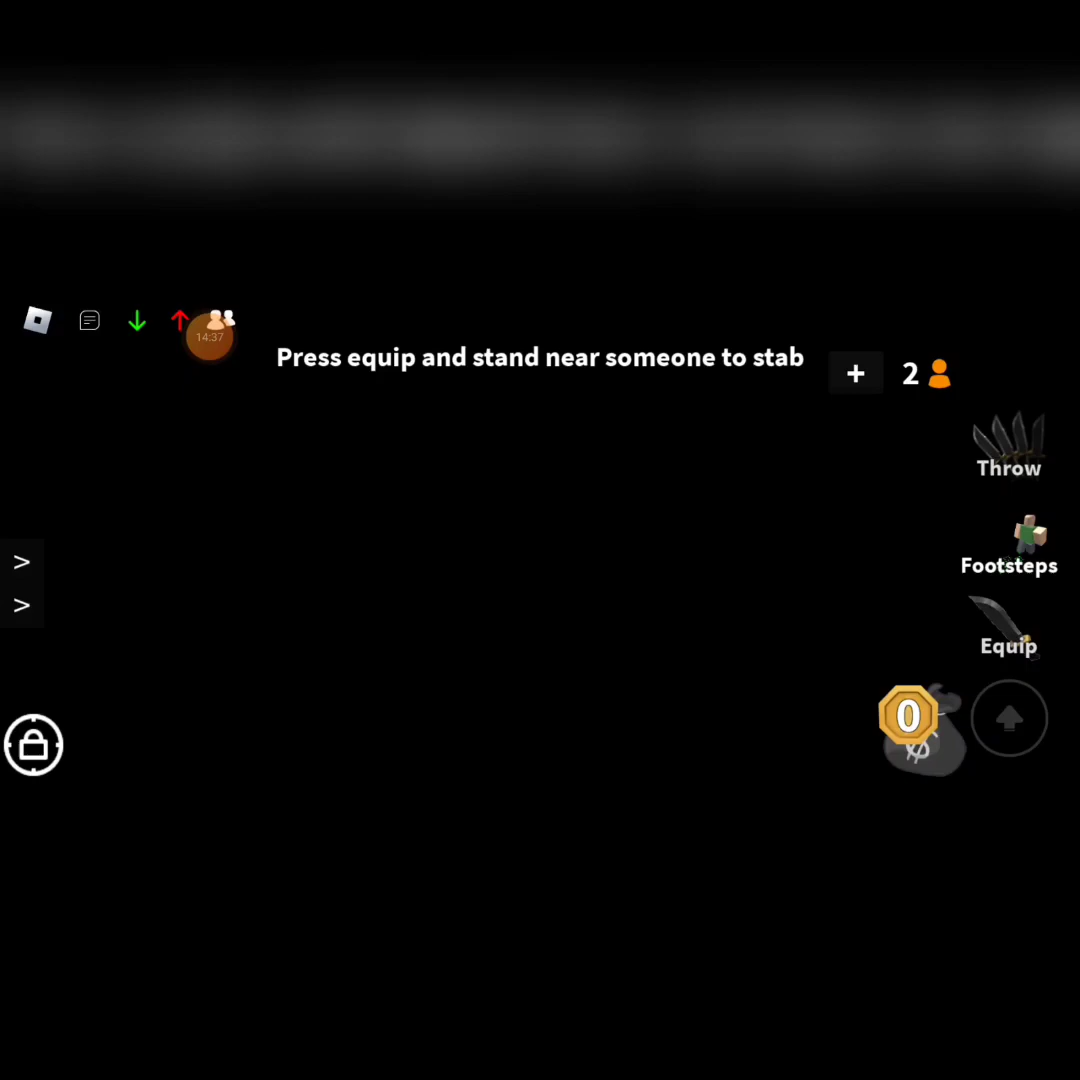 14:37
Press equip and stand near someone to stab
+ 2
Throw
>
Footsteps
>
Equip
0
$